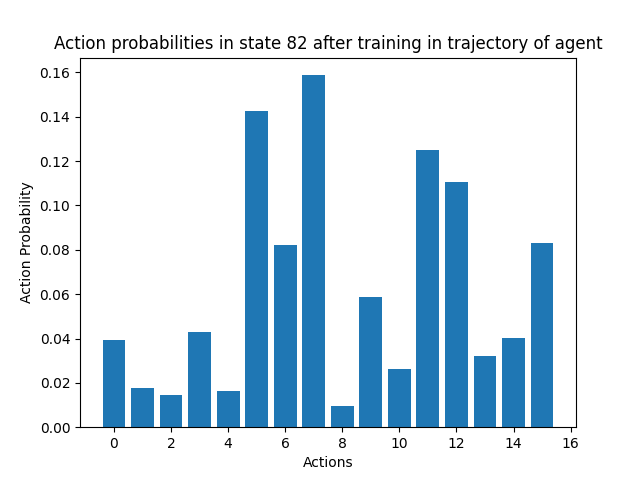 Action probabilities in state 82 after training in trajectory of agent
0.16
0.14
0.12
0.10
0.08
0.06
0.04
0.02
0.00
Action Probability
0 2 4 6 8 10 12 14 16
Actions